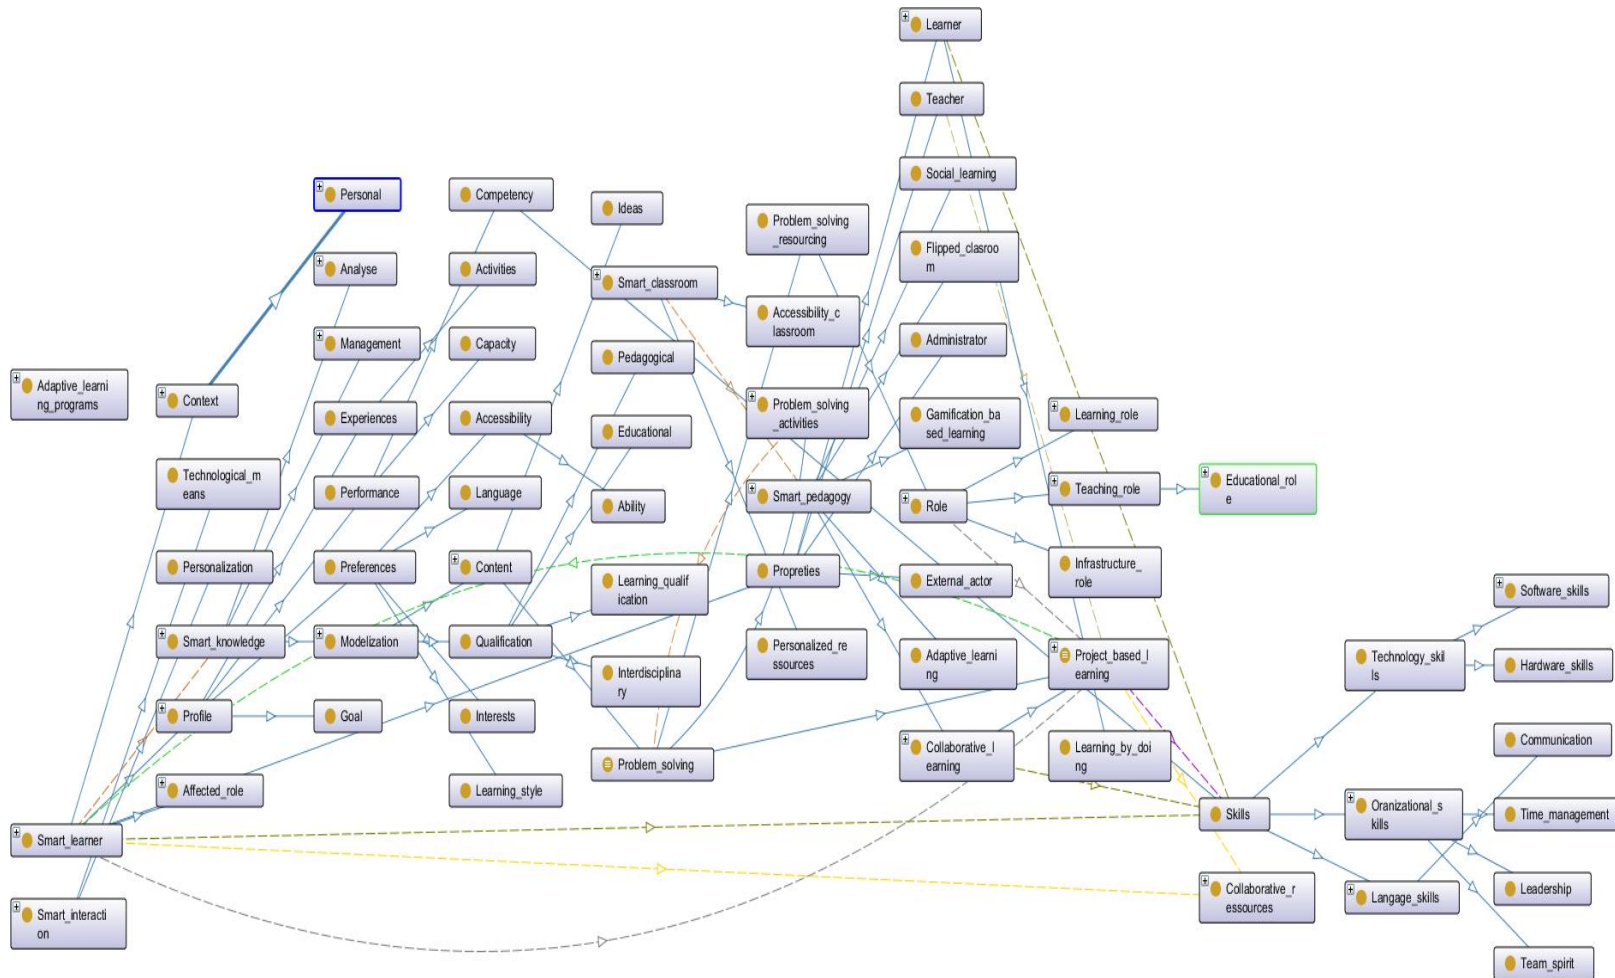 Adaptive_learni
ng_programs
Smart_learner
Smart_interacti
on
Context
Technological_m
eans
Personalization
Smart_knowledge
Profile
Affected_role
Personal
Analyse
Management
Experiences
Performance
Preferences
Modelization
Goal
Competency
Activities
Capacity
Accessibility
Language
Content
Qualification
Interests
Learning_style
Ideas
Smart_classroom
Pedagogical
Educational
Ability
Learning_qualif
ication
Interdisciplina
ry
Problem_solving
Problem_solving
_resourcing
Accessibility_c
lassroom
Problem_solving
_activities
Smart_pedagogy
Propreties
Personalized_re
ssources
Learner
Teacher
Social_learning
Flipped_clasroo
m
Administrator
Gamification_ba
sed_learning
Role
External_actor
Adaptive_learni
ng
Collaborative_l
earning
Learning_role
Teaching_role
Infrastructure_
role
Project_based_l
earning
Learning_by_doi
ng
Educational_rol
e
Skills
Collaborative_r
essources
Technology_skil
ls
Oranizational_s
kills
Langage_skills
Software_skills
Hardware_skills
Communication
Time_management
Leadership
Team_spirit